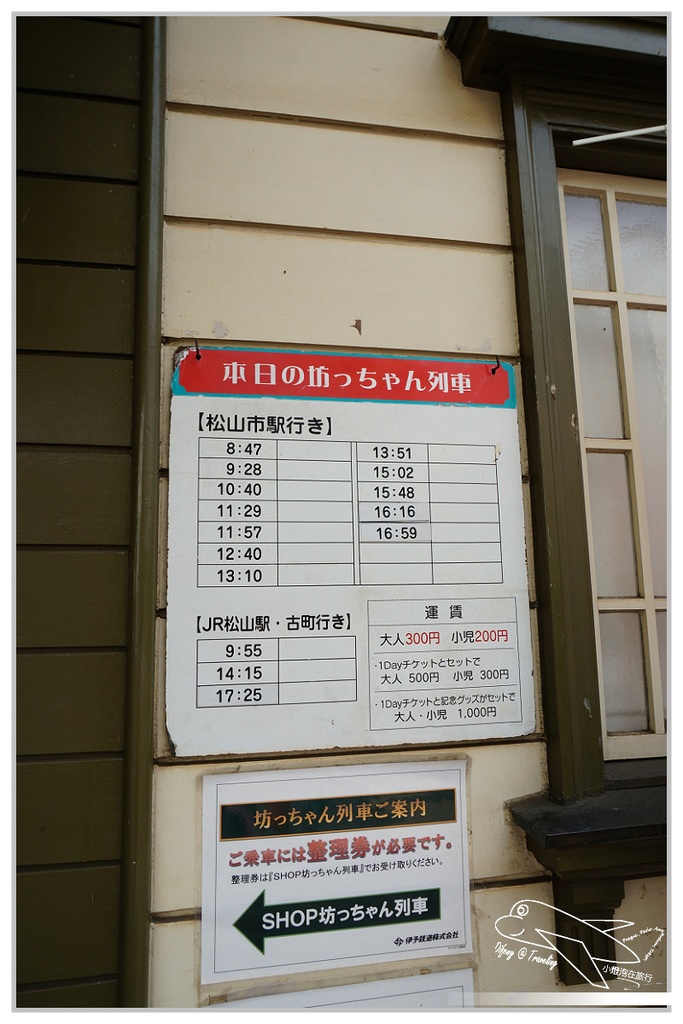 本日の坊っちゃん列車
【松山市駅行き】
8:47
9:28
10:40
11:29
11:57
12:40
13:10
13:51
15:02
15:48
16:16
16:59
【JR松山駅・古町行き】
9:55
14:15
17:25
運賃
大人300円 小児200円
・1Dayチケットとセットで
大人 500円 小児 300円
・1Dayチケットと記念グッズがセットで
大人・小児 1,000円
坊っちゃん列車ご案内
ご乗車には整理券が必要です。
整理券は『SHOP坊っちゃん列車』でお受け取りください。
SHOP坊っちゃん列車
伊予鉄道株式会社
@ Traveling
小燈泡在旅行